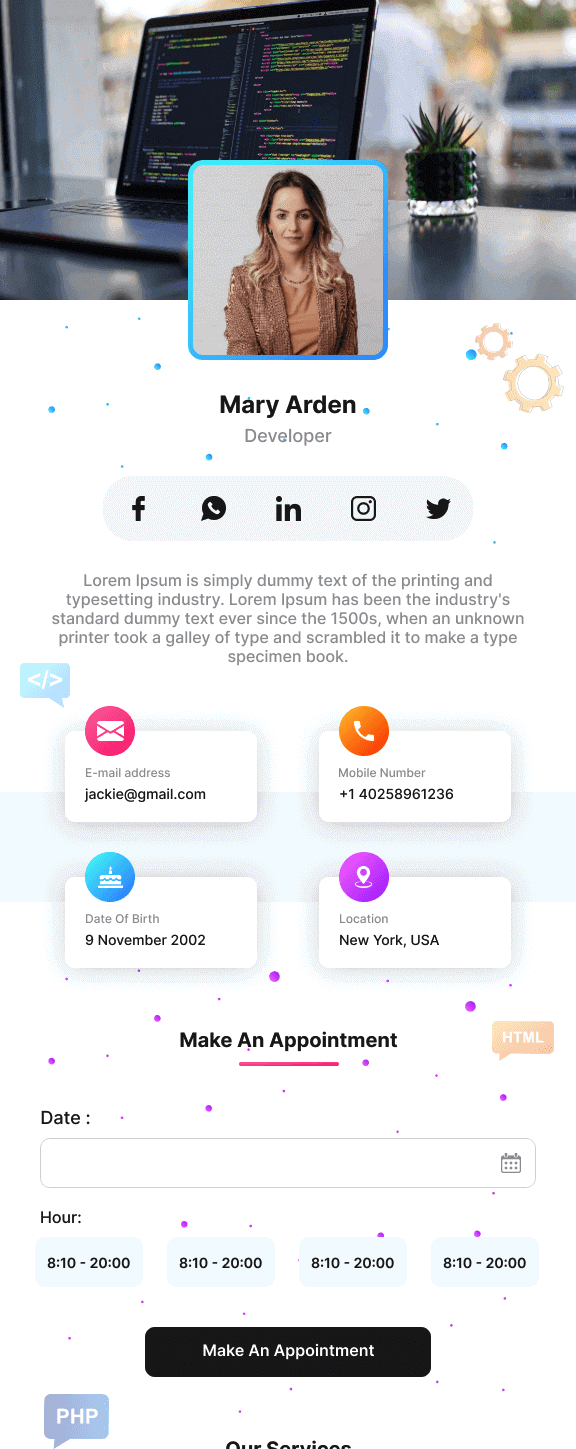 Mary Arden
Developer
Lorem Ipsum is simply dummy text of the printing and
typesetting industry. Lorem Ipsum has been the industry's
standard dummy text ever since the 1500s, when an unknown
printer took a galley of type and scrambled it to make a type
specimen book.
</>
E-mail address
jackie@gmail.com
Mobile Number
+1 40258961236
Date Of Birth
9 November 2002
Location
New York, USA
Make An Appointment
HTML
Date :
Hour:
8:10 - 20:00
8:10 - 20:00
8:10 - 20:00
8:10 - 20:00
Make An Appointment
PHP
Our Services